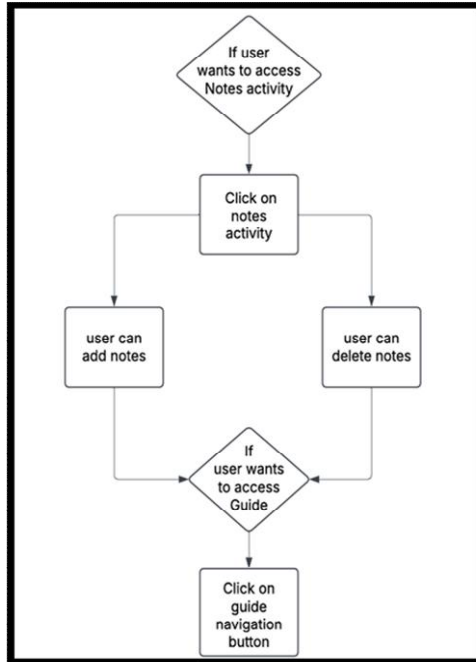 If user
wants to access
Notes activity
Click on
notes
activity
user can
add notes
user can
delete notes
If
user wants
to access
Guide
Click on
guide
navigation
button